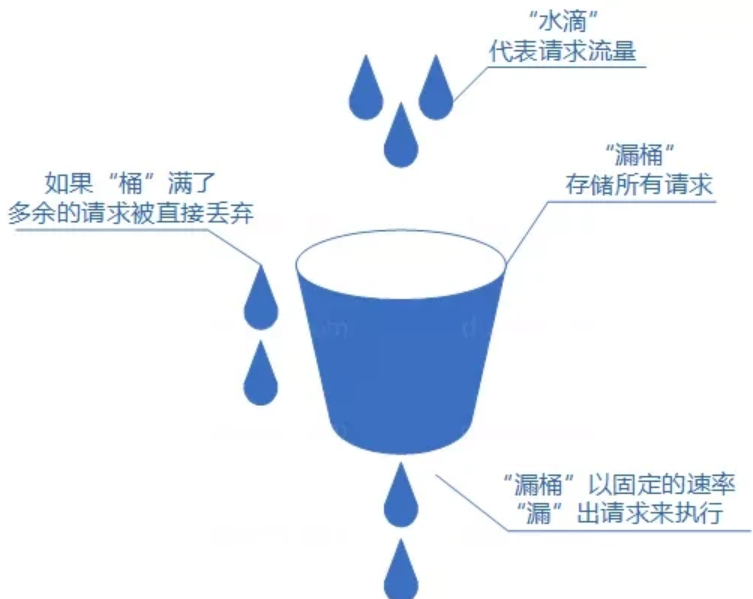 “水滴”
代表请求流量
“漏桶”
存储所有请求
如果“桶”满了
多余的请求被直接丢弃
“漏桶”以固定的速率
“漏”出请求来执行